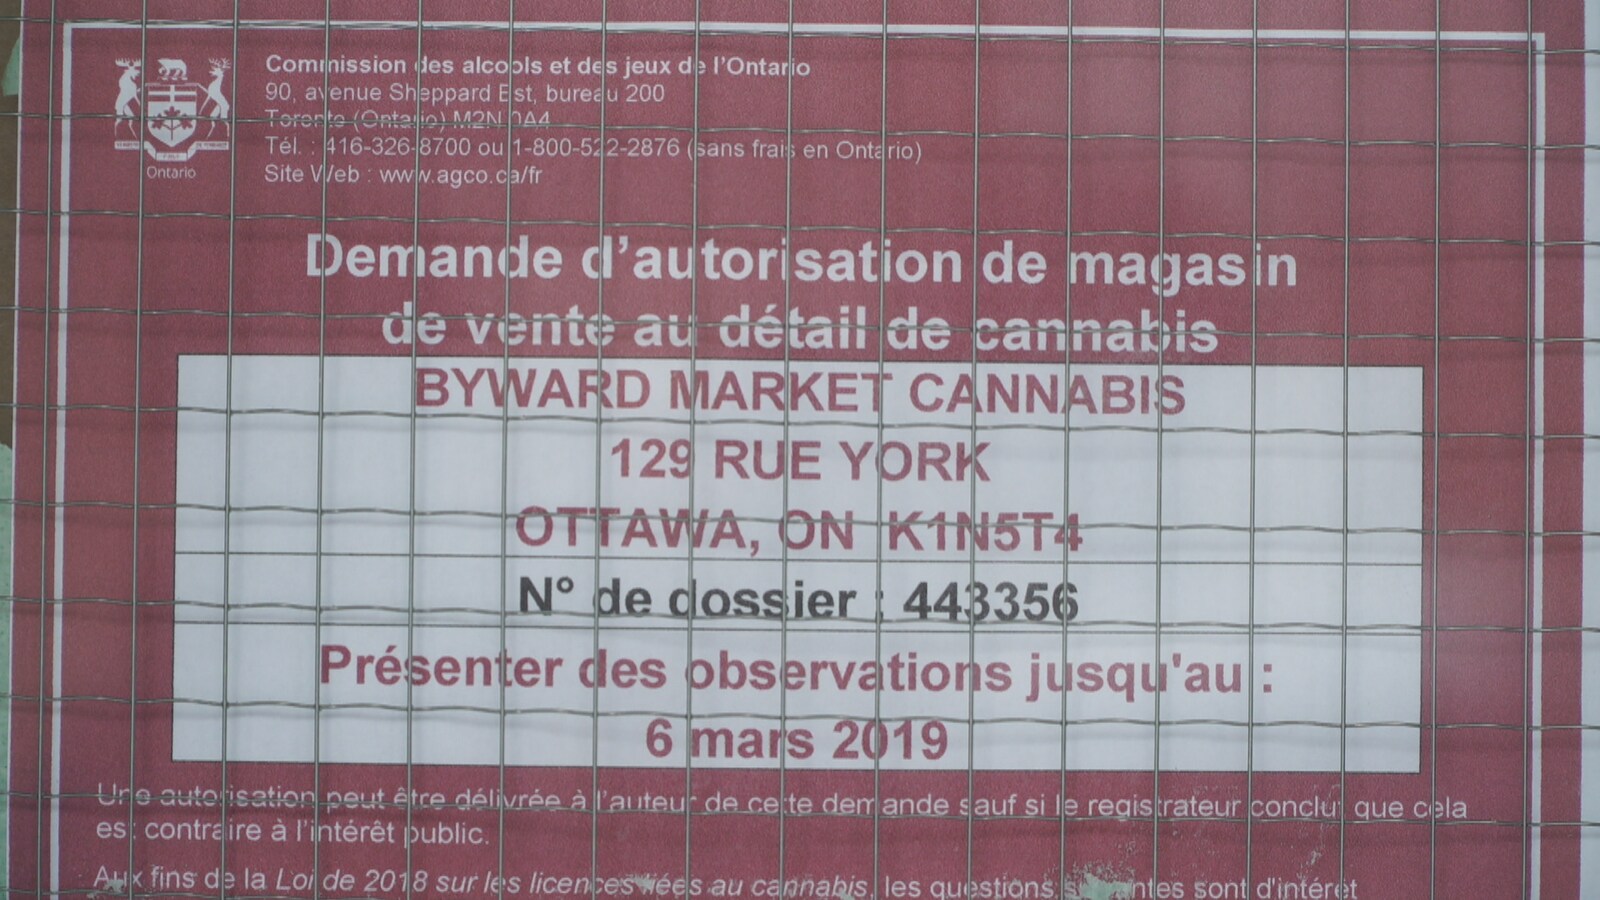 Commission des alcools et des jeux de l'Ontario
90, avenue Sheppard Est, bureau 200
Toronto (Ontario) M2N 0A4
Tél. : 416-326-8700 ou 1-800-522-2876 (sans frais en Ontario)
Site Web : www.agco.ca/fr
Ontario
Demande d'autorisation de magasin
de vente au détail de cannabis
BYWARD MARKET CANNABIS
129 RUE YORK
OTTAWA, ON K1N5T4
N° de dossier : 443356
Présenter des observations jusqu'au :
6 mars 2019
Une autorisation peut être délivrée à l'auteur de cette demande sauf si le registrateur conclut que cela
est contraire à l'intérêt public.
Aux fins de la Loi de 2018 sur les licences liées au cannabis, les questions suivantes sont d'intérêt